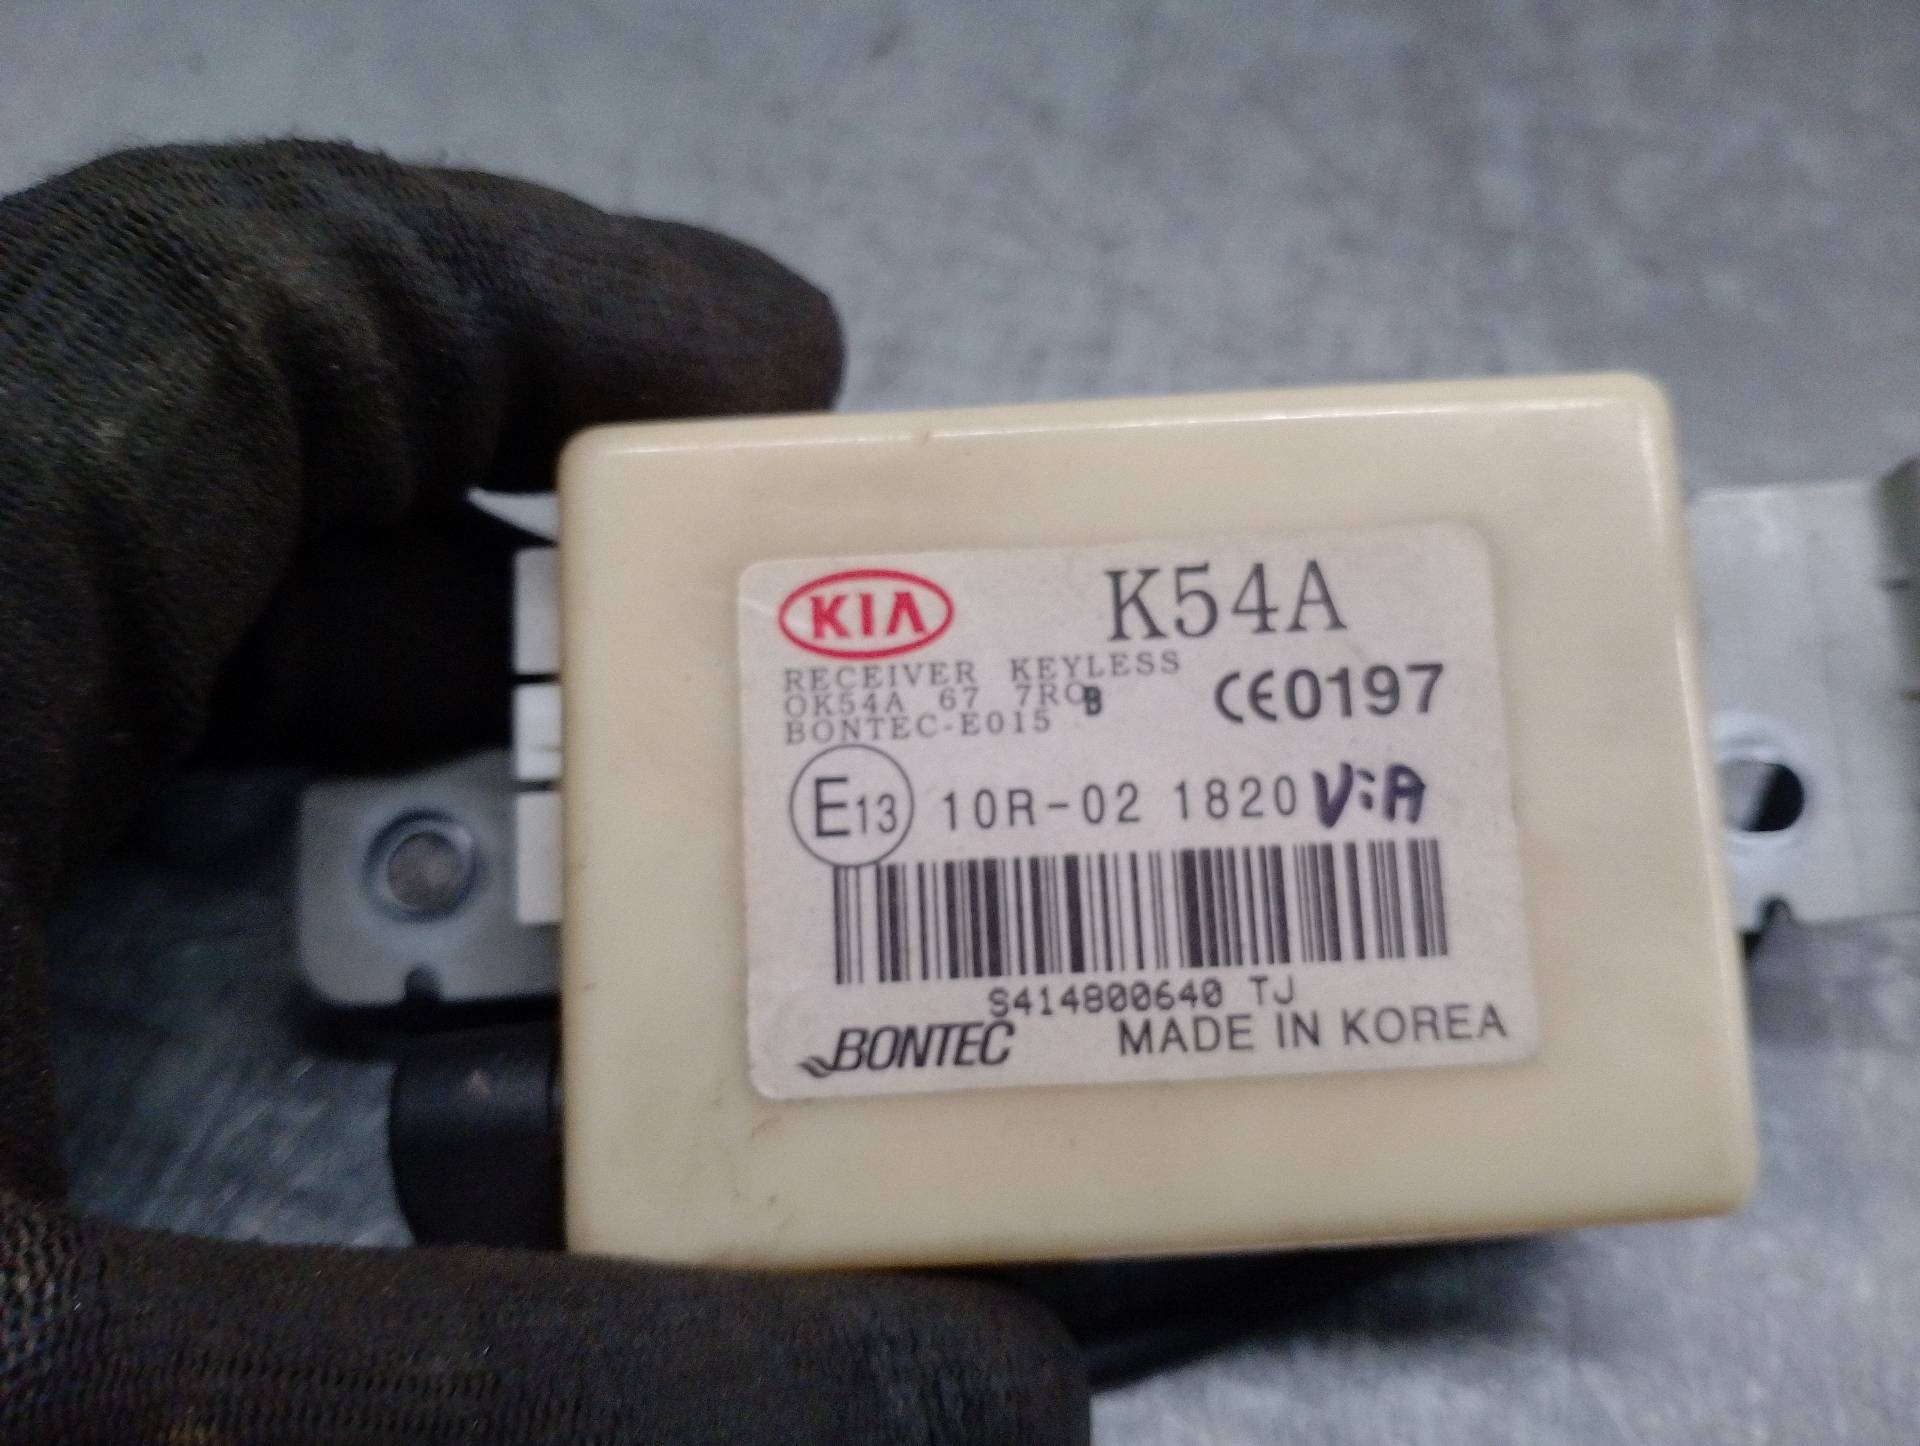 KIA K54A
RECEIVER KEYLESS
OK54A 67 7R0B
BONTEC-E015
CE0197
E13 10R-02 1820 V:A
S414800640 TJ
BONTEC MADE IN KOREA